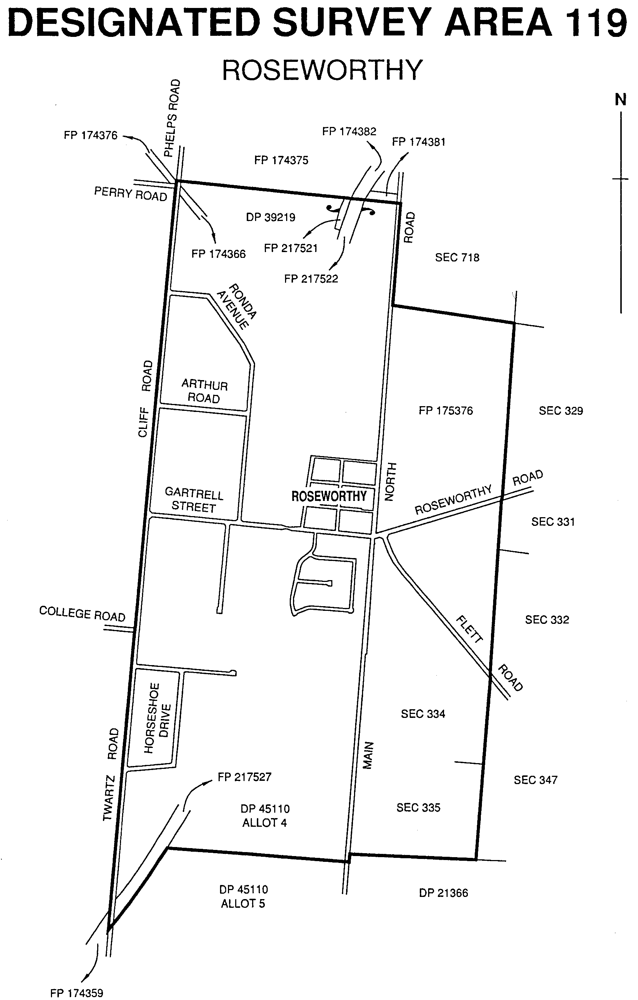 DESIGNATED SURVEY AREA 119
ROSEWORTHY
N
PHELPS ROAD
FP 174376
FP 174382
FP 174381
FP 174375
PERRY ROAD
DP 39219
ROAD
FP 217521
FP 174366
SEC 718
FP 217522
RONDA
AVENUE
CLIFF ROAD
ARTHUR
ROAD
FP 175376
SEC 329
NORTH
ROSEWORTHY ROAD
GARTRELL
STREET
ROSEWORTHY
SEC 331
COLLEGE ROAD
FLETT ROAD
SEC 332
HORSESHOE
DRIVE
SEC 334
TWARTZ ROAD
MAIN
FP 217527
SEC 347
DP 45110
ALLOT 4
SEC 335
DP 45110
ALLOT 5
DP 21366
FP 174359